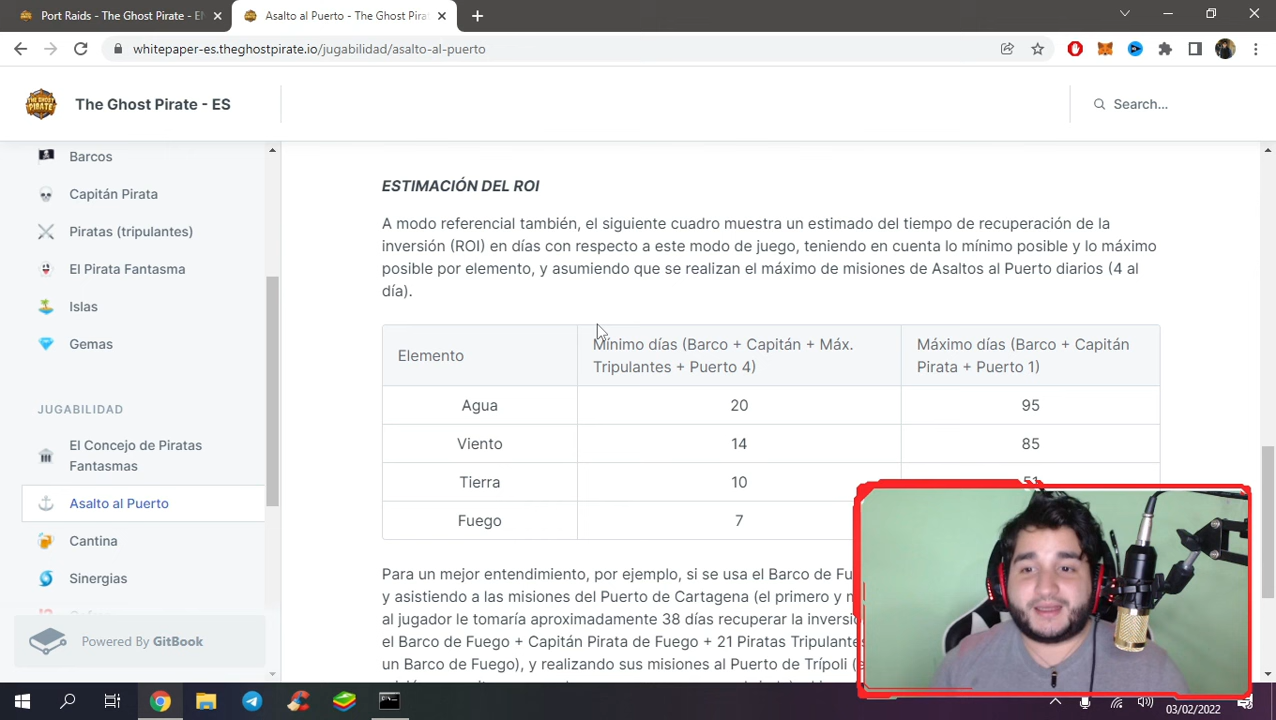 Port Raids - The Ghost Pirate - EN
Asalto al Puerto - The Ghost Pira
whitepaper-es.theghostpirate.io/jugabilidad/asalto-al-puerto
The Ghost Pirate - ES
Search...
Barcos
Capitán Pirata
Piratas (tripulantes)
El Pirata Fantasma
Islas
Gemas
JUGABILIDAD
El Concejo de Piratas
Fantasmas
Asalto al Puerto
Cantina
Sinergias
Powered By GitBook
ESTIMACIÓN DEL ROI
A modo referencial también, el siguiente cuadro muestra un estimado del tiempo de recuperación de la
inversión (ROI) en días con respecto a este modo de juego, teniendo en cuenta lo mínimo posible y lo máximo
posible por elemento, y asumiendo que se realizan el máximo de misiones de Asaltos al Puerto diarios (4 al
día).
Elemento
Mínimo días (Barco + Capitán + Máx.
Tripulantes + Puerto 4)
Máximo días (Barco + Capitán
Pirata + Puerto 1)
Agua 20 95
Viento 14 85
Tierra 10 51
Fuego 7
Para un mejor entendimiento, por ejemplo, si se usa el Barco de Fu
y asistiendo a las misiones del Puerto de Cartagena (el primero y m
al jugador le tomaría aproximadamente 38 días recuperar la invers
el Barco de Fuego + Capitán Pirata de Fuego + 21 Piratas Tripulante
un Barco de Fuego), y realizando sus misiones al Puerto de Trípoli (e
03/02/2022